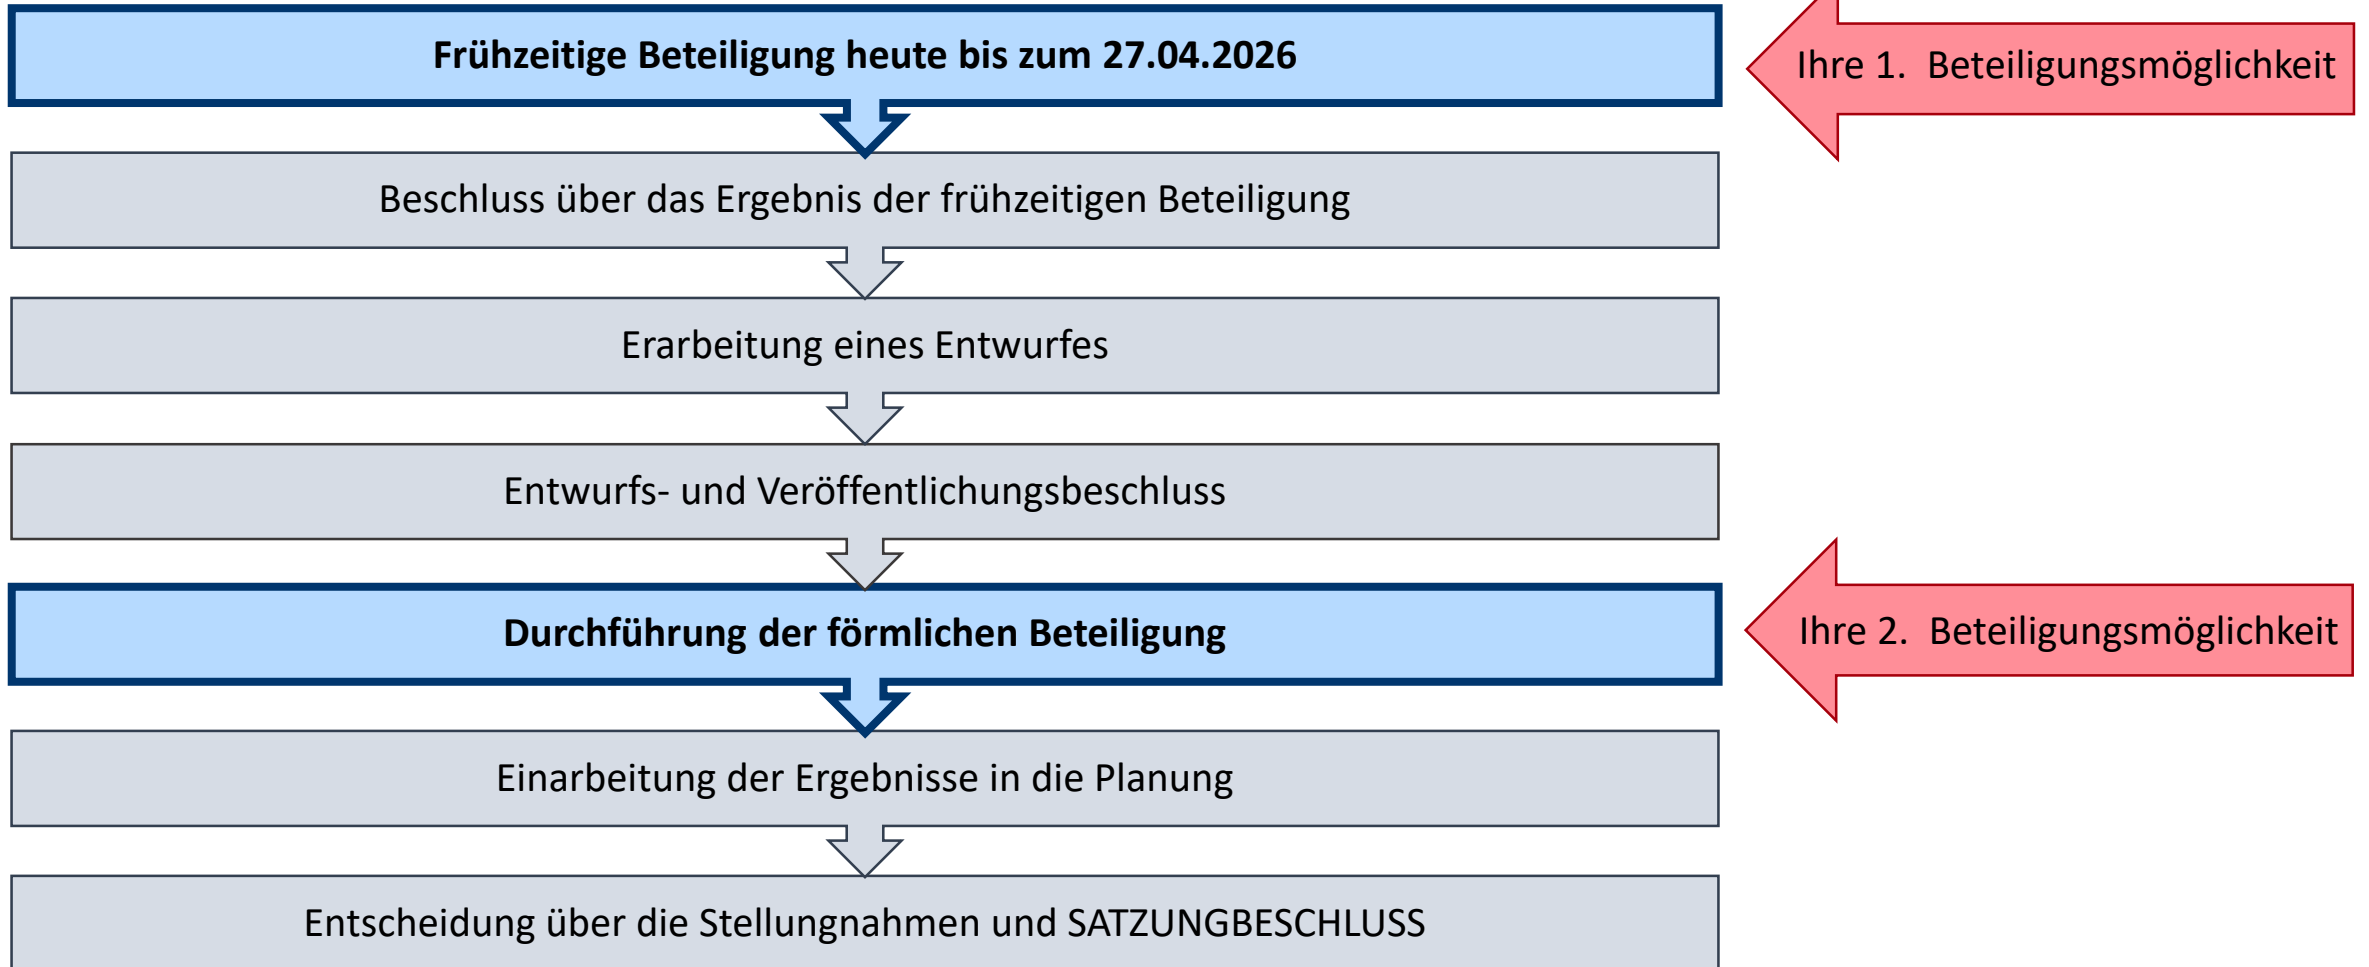 Frühzeitige Beteiligung heute bis zum 27.04.2026
Ihre 1. Beteiligungsmöglichkeit
Beschluss über das Ergebnis der frühzeitigen Beteiligung
Erarbeitung eines Entwurfes
Entwurfs- und Veröffentlichungsbeschluss
Durchführung der förmlichen Beteiligung
Ihre 2. Beteiligungsmöglichkeit
Einarbeitung der Ergebnisse in die Planung
Entscheidung über die Stellungnahmen und SATZUNGBESCHLUSS